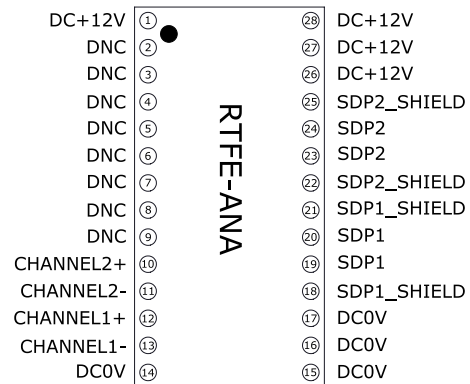 DC+12V 1 28 DC+12V
DNC 2 27 DC+12V
DNC 3 26 DC+12V
DNC 4 25 SDP2_SHIELD
DNC 5 24 SDP2
DNC 6 23 SDP2
DNC 7 22 SDP2_SHIELD
DNC 8 21 SDP1_SHIELD
DNC 9 20 SDP1
CHANNEL2+ 10 19 SDP1
CHANNEL2- 11 18 SDP1_SHIELD
CHANNEL1+ 12 17 DC0V
CHANNEL1- 13 16 DC0V
DC0V 14 15 DC0V
RTFE-ANA